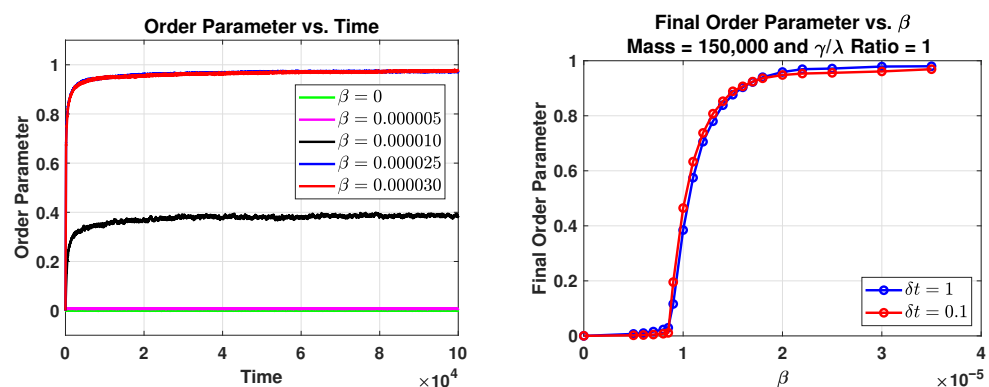 Order Parameter vs. Time
Order Parameter
1
0.8
0.6
0.4
0.2
0
β = 0
β = 0.000005
β = 0.000010
β = 0.000025
β = 0.000030
0 2 4 6 8 10
Time
×10⁴
Final Order Parameter vs. β
Mass = 150,000 and γ/λ Ratio = 1
Final Order Parameter
1
0.8
0.6
0.4
0.2
0
δt = 1
δt = 0.1
0 1 2 3 4
β
×10⁻⁵